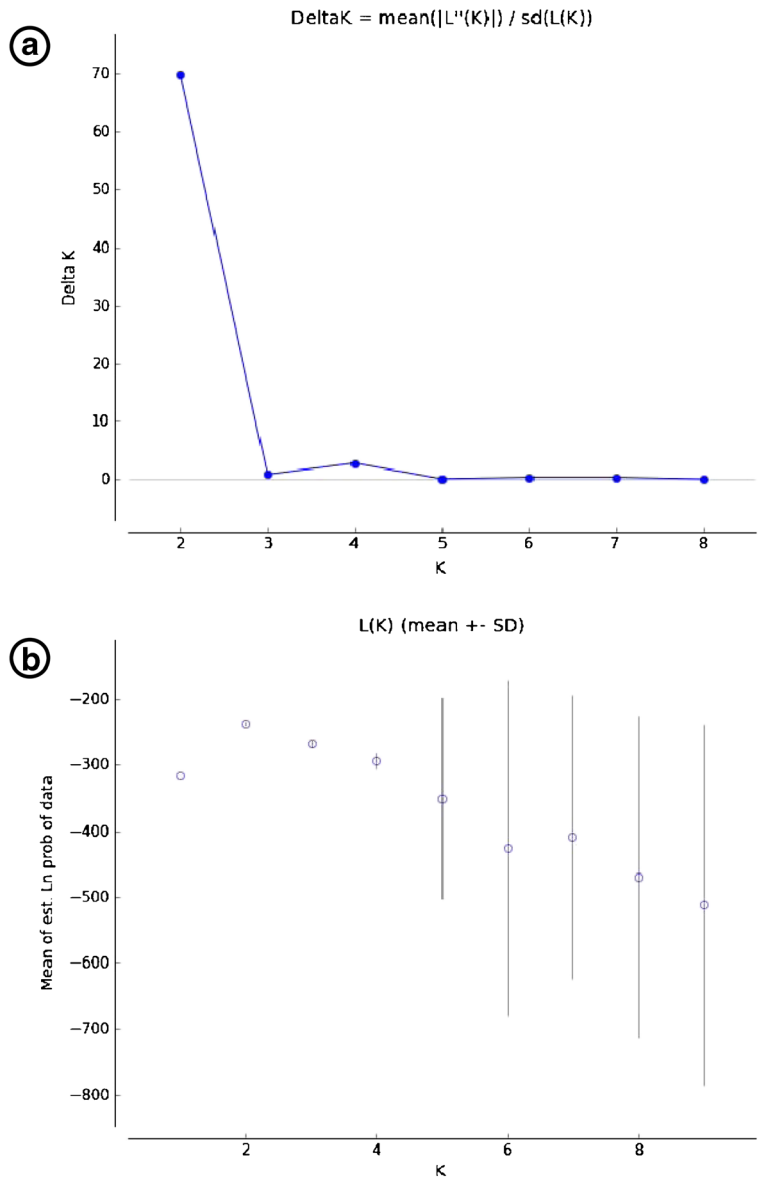 a
DeltaK = mean(|L"(K)|) / sd(L(K))
70
60
50
40
30
20
10
0
Delta K
2 3 4 5 6 7 8
K
b
L(K) (mean +- SD)
−200
−300
−400
−500
−600
−700
−800
Mean of est. Ln prob of data
2 4 6 8
K